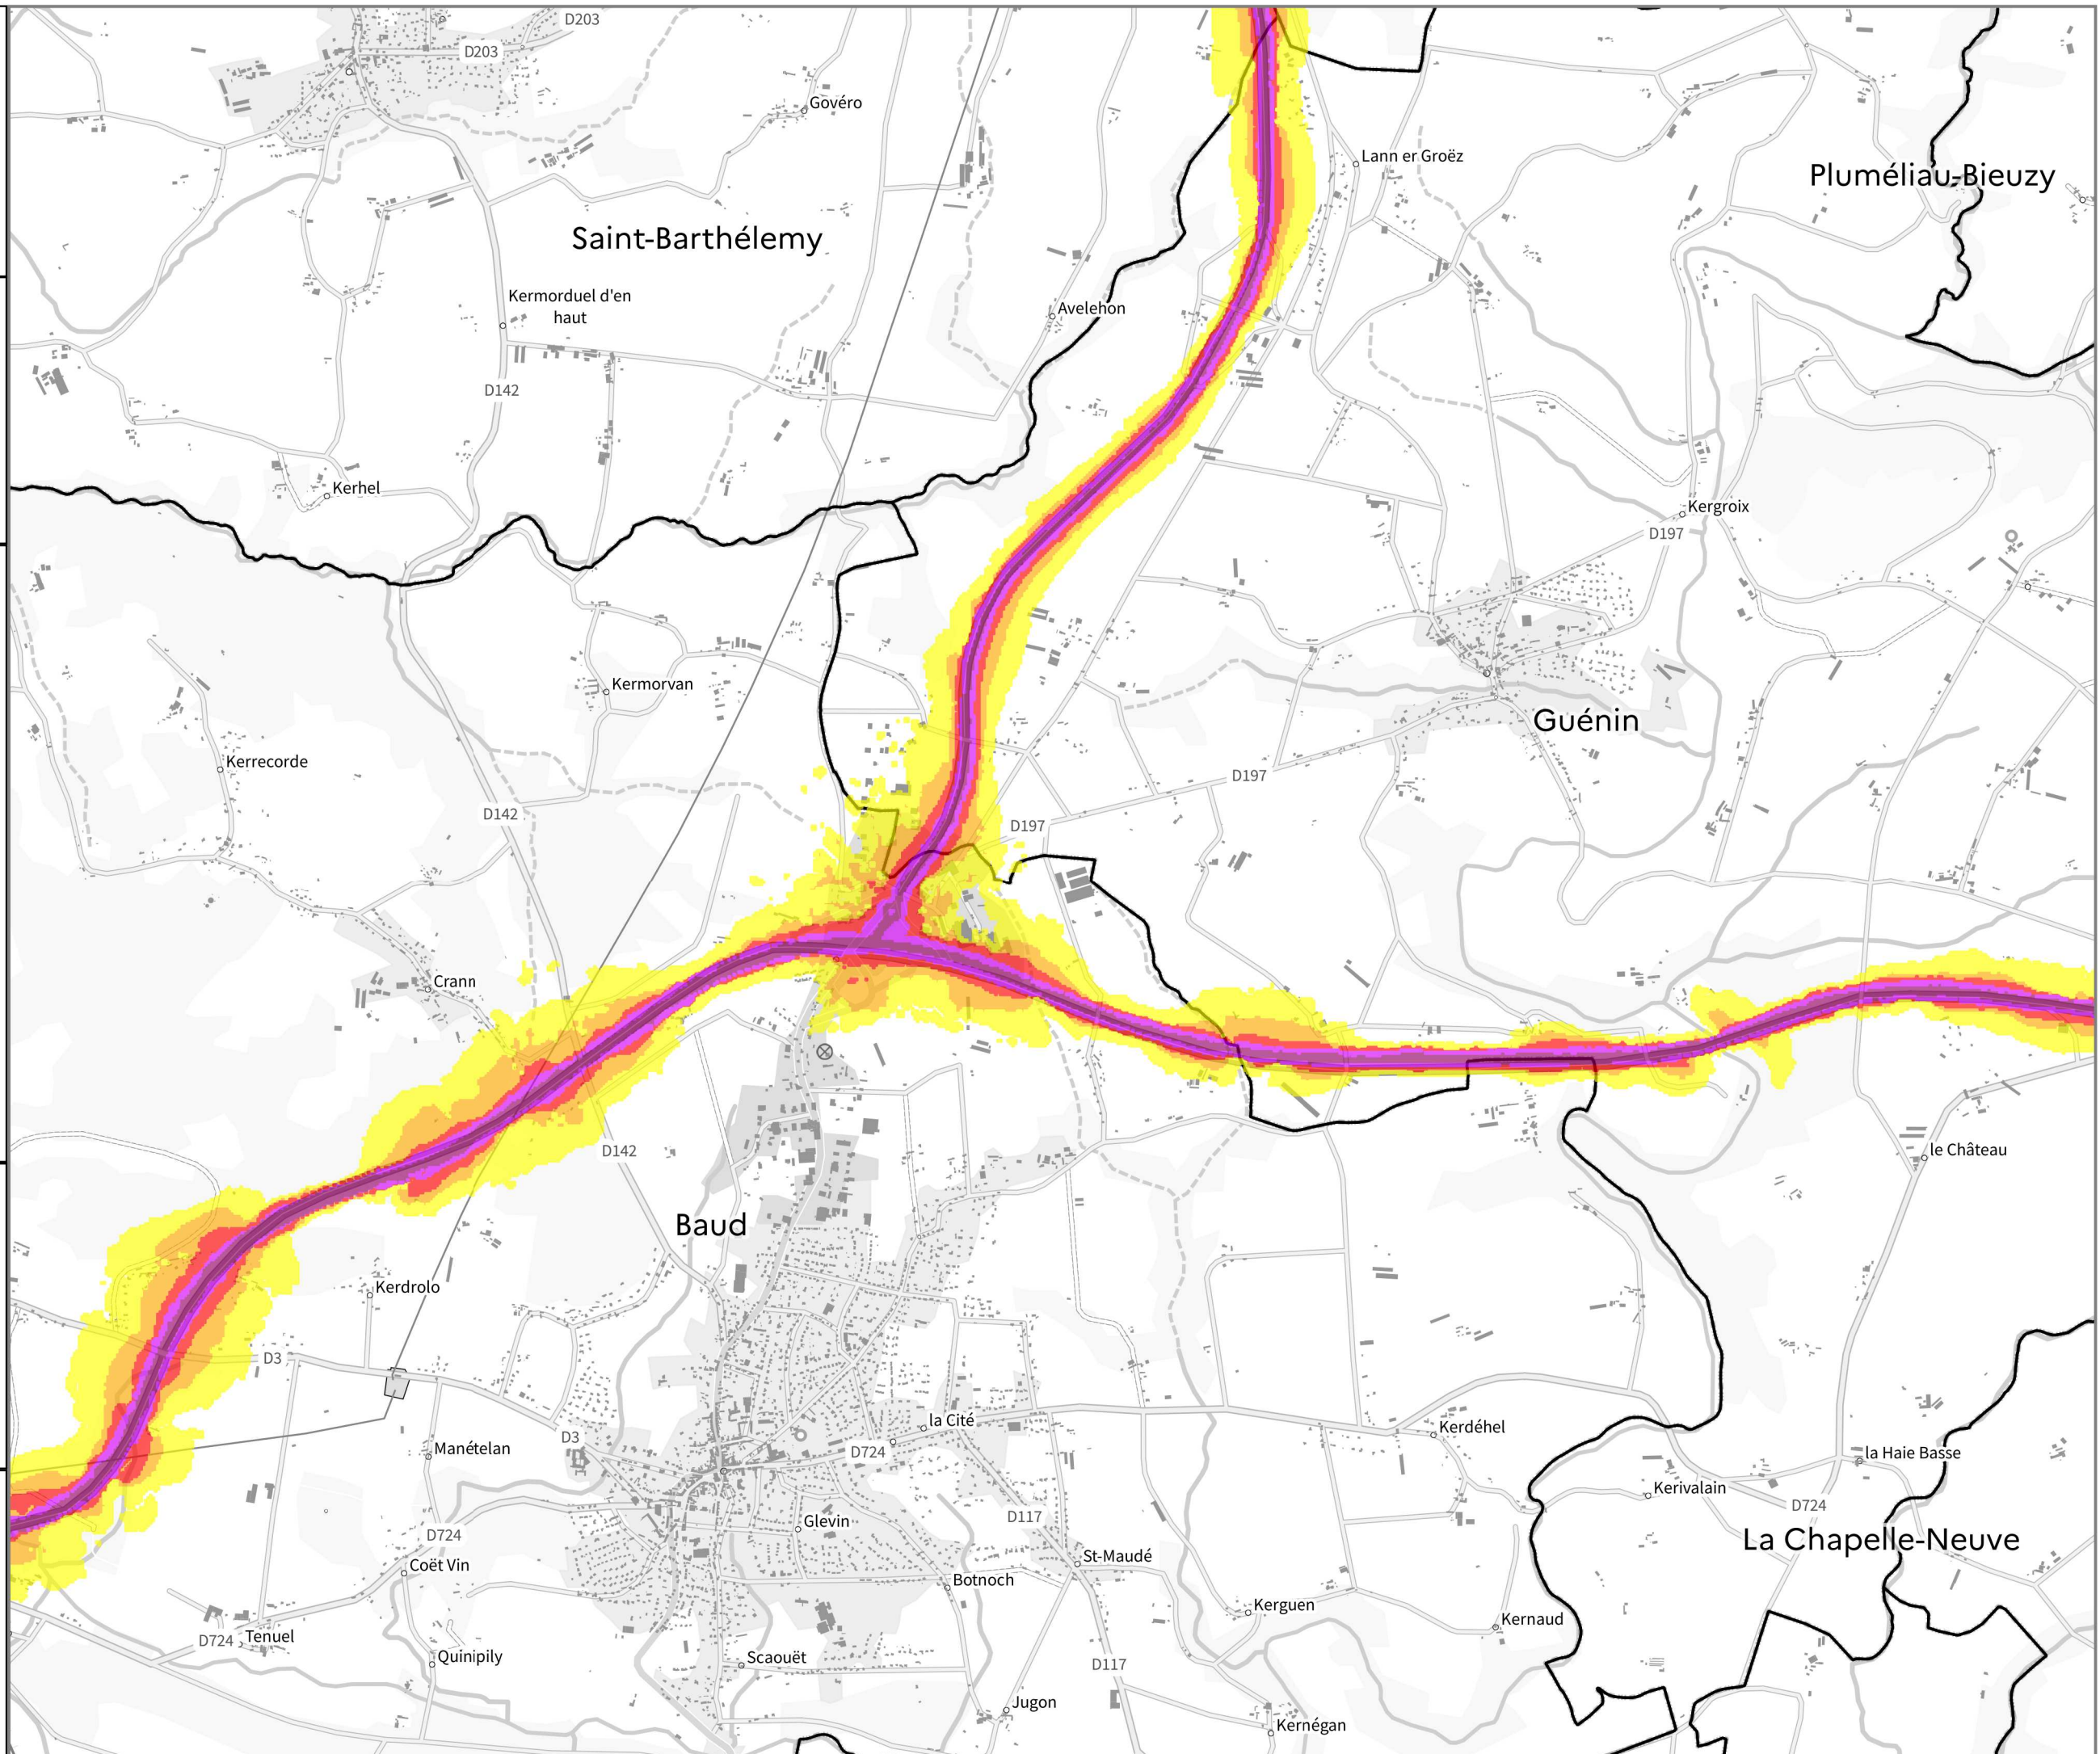 D203
D203
Govéro
Lann er Groëz
Pluméliau-Bieuzy
Saint-Barthélemy
Kermorduel d'en
haut
Avelehon
D142
Kerhel
Kergroix
D197
Kermorvan
Guénin
Kerrecorde
D197
D142
D197
Crann
D142
le Château
Baud
Kerdrolo
D3
la Cité
Kerdéhel
D3
Manételan
D724
la Haie Basse
Kerivalain
D724
Glevin
D117
D724
La Chapelle-Neuve
St-Maudé
Coët Vin
Botnoch
Kerguen
Kernaud
D724
Tenuel
Quinipily
Scaouët
D117
Jugon
Kernégan